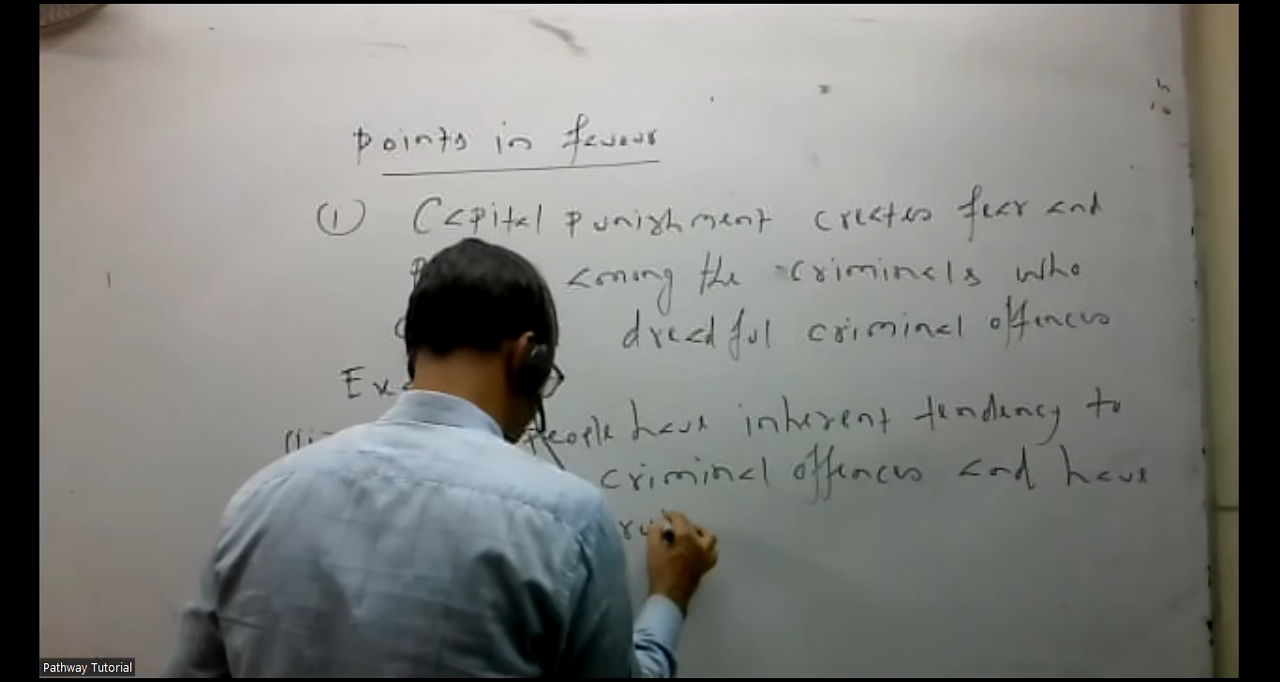 Points in favour
(1) Capital punishment creates fear and
among the criminals who
dreadful criminal offences
people have inherent tendency to
criminal offences and have
Pathway Tutorial